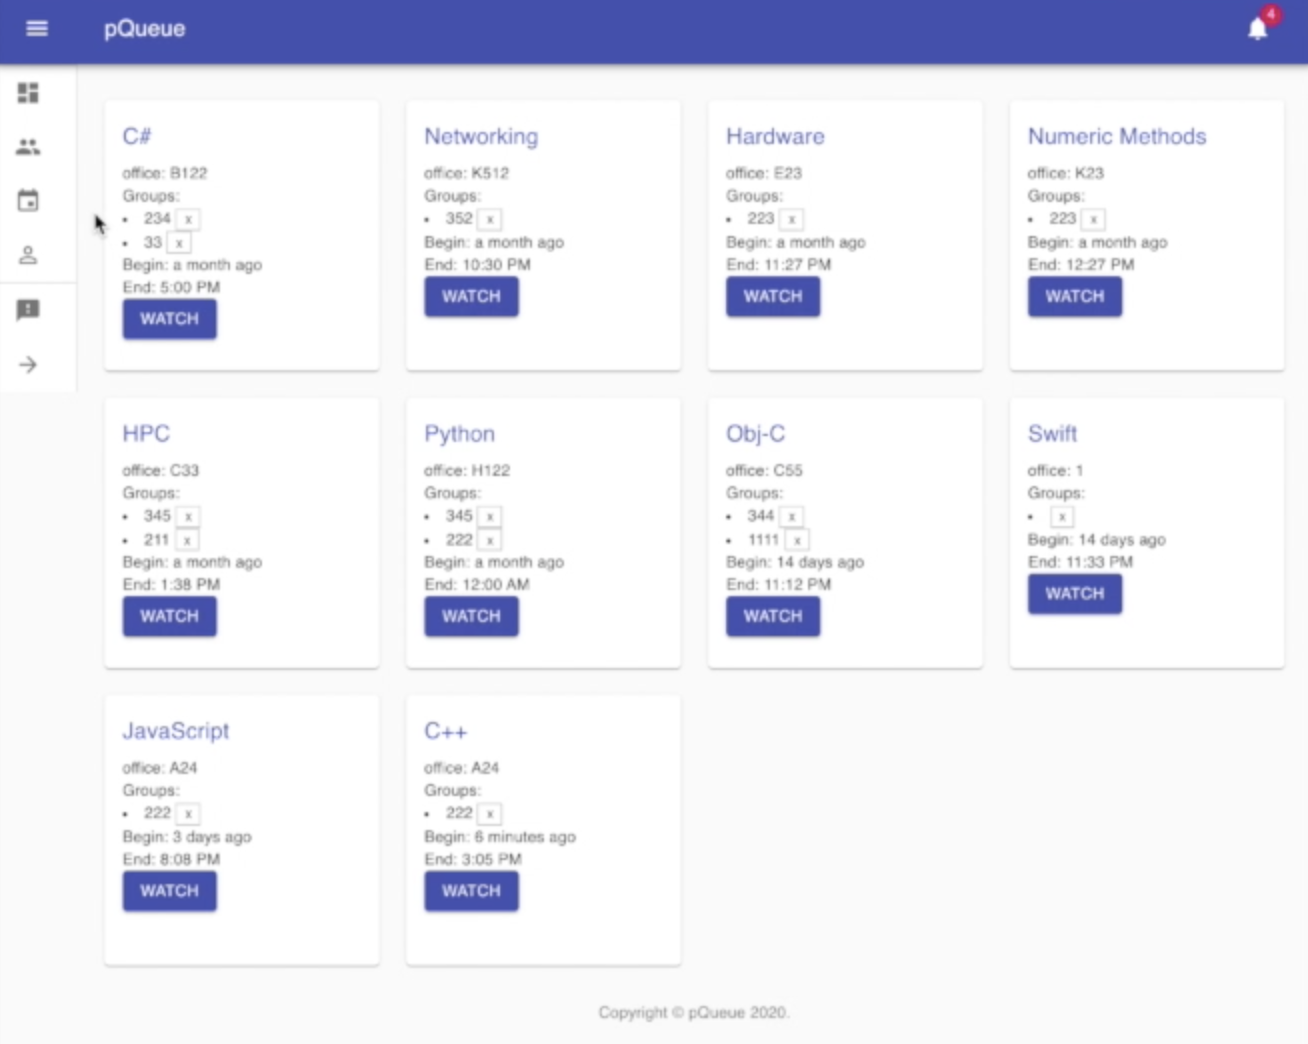 pQueue
4
C#
office: B122
Groups:
• 234 x
• 33 x
Begin: a month ago
End: 5:00 PM
WATCH
Networking
office: K512
Groups:
• 352 x
Begin: a month ago
End: 10:30 PM
WATCH
Hardware
office: E23
Groups:
• 223 x
Begin: a month ago
End: 11:27 PM
WATCH
Numeric Methods
office: K23
Groups:
• 223 x
Begin: a month ago
End: 12:27 PM
WATCH
HPC
office: C33
Groups:
• 345 x
• 211 x
Begin: a month ago
End: 1:38 PM
WATCH
Python
office: H122
Groups:
• 345 x
• 222 x
Begin: a month ago
End: 12:00 AM
WATCH
Obj-C
office: C55
Groups:
• 344 x
• 1111 x
Begin: 14 days ago
End: 11:12 PM
WATCH
Swift
office: 1
Groups:
• x
Begin: 14 days ago
End: 11:33 PM
WATCH
JavaScript
office: A24
Groups:
• 222 x
Begin: 3 days ago
End: 8:08 PM
WATCH
C++
office: A24
Groups:
• 222 x
Begin: 6 minutes ago
End: 3:05 PM
WATCH
Copyright © pQueue 2020.